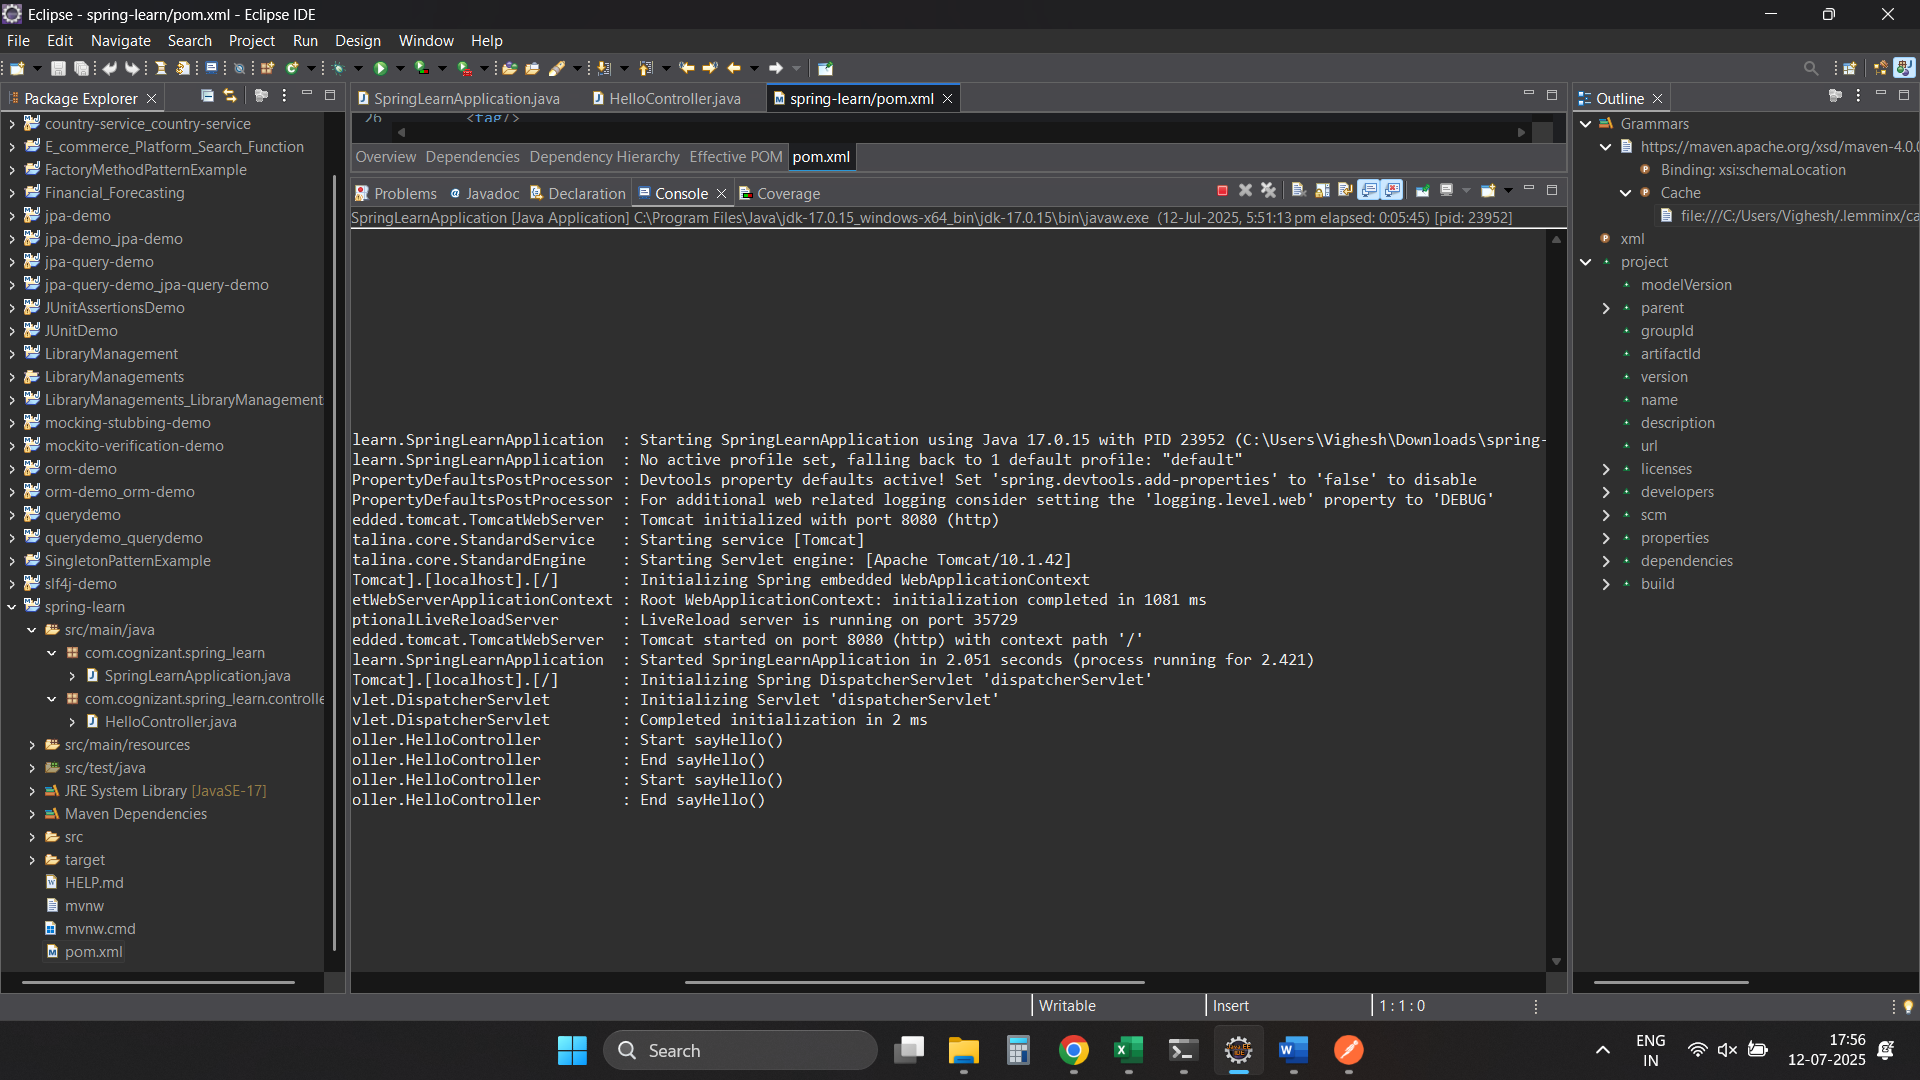 Eclipse - spring-learn/pom.xml - Eclipse IDE
File Edit Navigate Search Project Run Design Window Help
Package Explorer
country-service_country-service
E_commerce_Platform_Search_Function
FactoryMethodPatternExample
Financial_Forecasting
jpa-demo
jpa-demo_jpa-demo
jpa-query-demo
jpa-query-demo_jpa-query-demo
JUnitAssertionsDemo
JUnitDemo
LibraryManagement
LibraryManagements
LibraryManagements_LibraryManagement
mocking-stubbing-demo
mockito-verification-demo
orm-demo
orm-demo_orm-demo
querydemo
querydemo_querydemo
SingletonPatternExample
slf4j-demo
spring-learn
src/main/java
com.cognizant.spring_learn
SpringLearnApplication.java
com.cognizant.spring_learn.controlle
HelloController.java
src/main/resources
src/test/java
JRE System Library [JavaSE-17]
Maven Dependencies
src
target
HELP.md
mvnw
mvnw.cmd
pom.xml
SpringLearnApplication.java HelloController.java spring-learn/pom.xml
26 <tag/>
Overview Dependencies Dependency Hierarchy Effective POM pom.xml
Problems Javadoc Declaration Console Coverage
SpringLearnApplication [Java Application] C:\Program Files\Java\jdk-17.0.15_windows-x64_bin\jdk-17.0.15\bin\javaw.exe (12-Jul-2025, 5:51:13 pm elapsed: 0:05:45) [pid: 23952]
learn.SpringLearnApplication : Starting SpringLearnApplication using Java 17.0.15 with PID 23952 (C:\Users\Vighesh\Downloads\spring-
learn.SpringLearnApplication : No active profile set, falling back to 1 default profile: "default"
PropertyDefaultsPostProcessor : Devtools property defaults active! Set 'spring.devtools.add-properties' to 'false' to disable
PropertyDefaultsPostProcessor : For additional web related logging consider setting the 'logging.level.web' property to 'DEBUG'
edded.tomcat.TomcatWebServer : Tomcat initialized with port 8080 (http)
talina.core.StandardService : Starting service [Tomcat]
talina.core.StandardEngine : Starting Servlet engine: [Apache Tomcat/10.1.42]
Tomcat].[localhost].[/] : Initializing Spring embedded WebApplicationContext
etWebServerApplicationContext : Root WebApplicationContext: initialization completed in 1081 ms
ptionalLiveReloadServer : LiveReload server is running on port 35729
edded.tomcat.TomcatWebServer : Tomcat started on port 8080 (http) with context path '/'
learn.SpringLearnApplication : Started SpringLearnApplication in 2.051 seconds (process running for 2.421)
Tomcat].[localhost].[/] : Initializing Spring DispatcherServlet 'dispatcherServlet'
vlet.DispatcherServlet : Initializing Servlet 'dispatcherServlet'
vlet.DispatcherServlet : Completed initialization in 2 ms
oller.HelloController : Start sayHello()
oller.HelloController : End sayHello()
oller.HelloController : Start sayHello()
oller.HelloController : End sayHello()
Outline
Grammars
https://maven.apache.org/xsd/maven-4.0.0
Binding: xsi:schemaLocation
Cache
file:///C:/Users/Vighesh/.lemminx/ca
xml
project
modelVersion
parent
groupId
artifactId
version
name
description
url
licenses
developers
scm
properties
dependencies
build
Writable Insert 1 : 1 : 0
Search
ENG
IN
17:56
12-07-2025